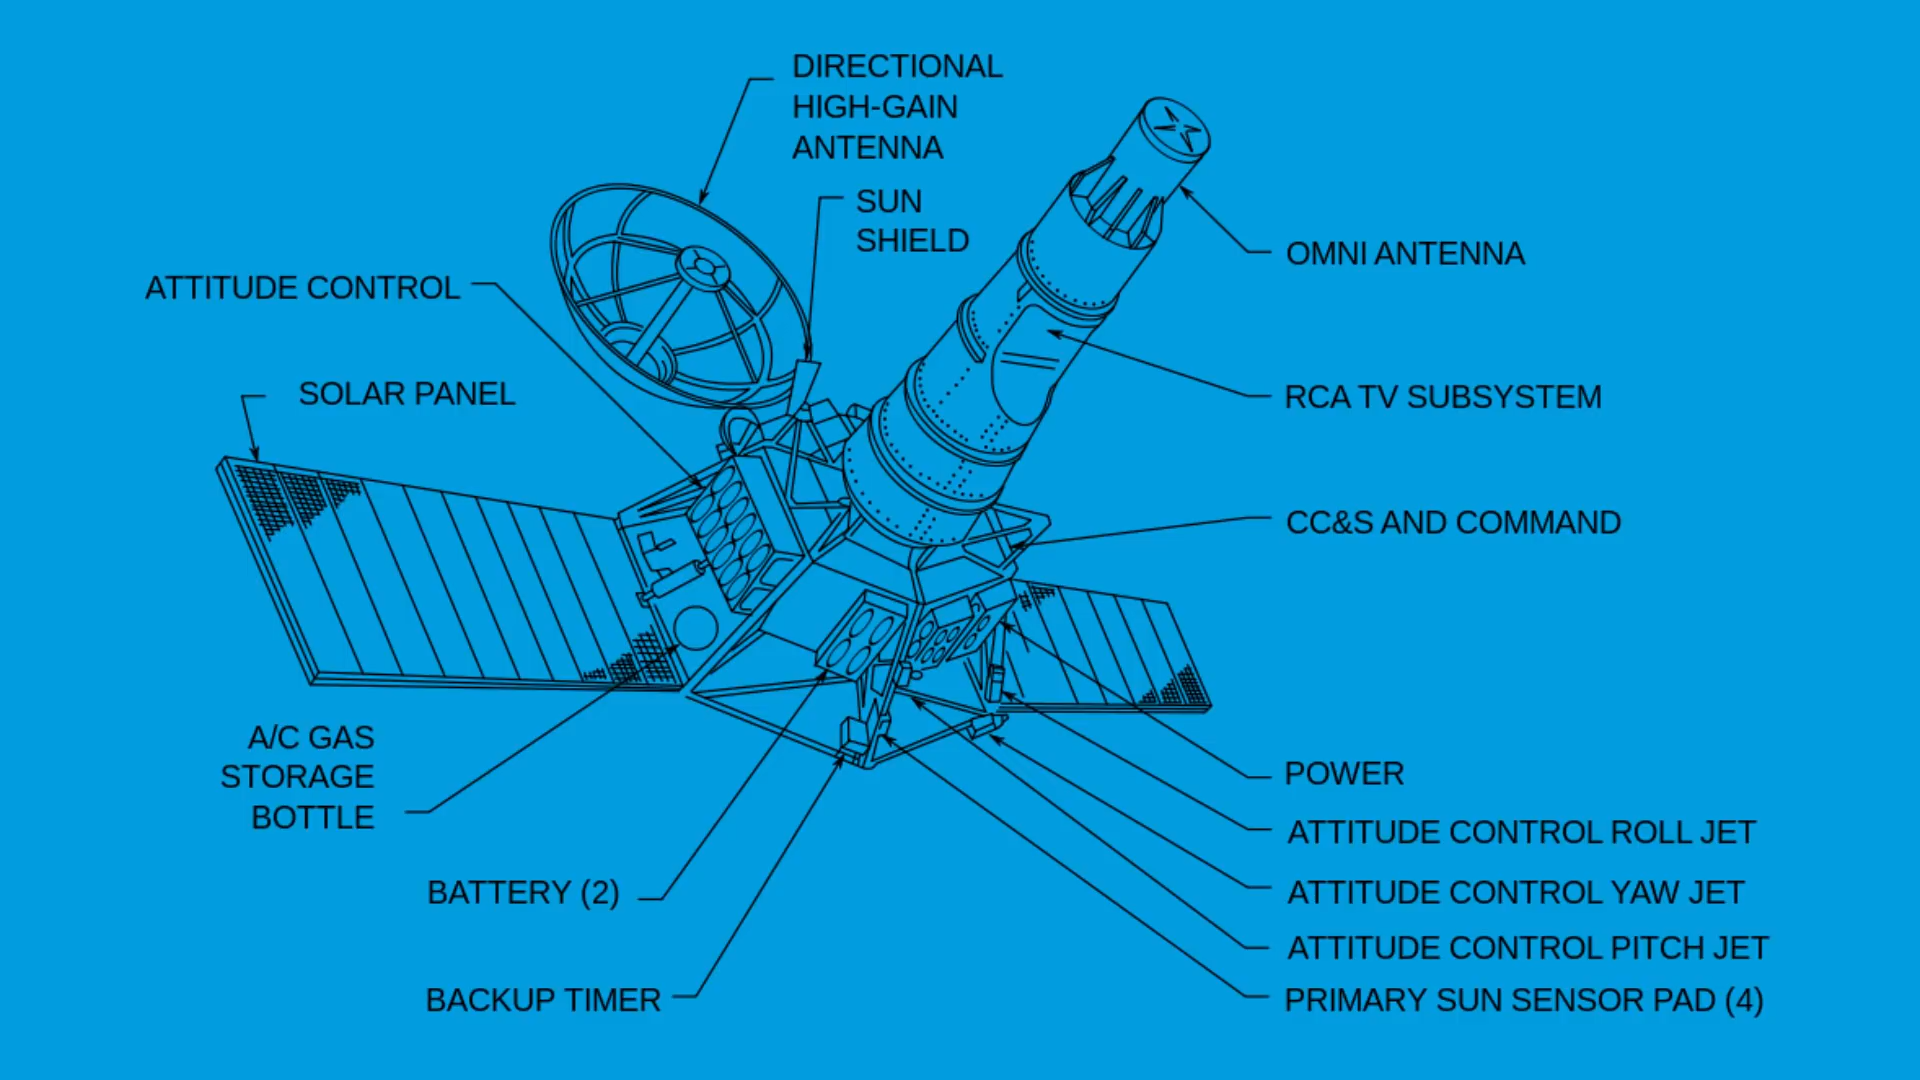 DIRECTIONAL
HIGH-GAIN
ANTENNA
SUN
SHIELD
OMNI ANTENNA
ATTITUDE CONTROL
SOLAR PANEL
RCA TV SUBSYSTEM
CC&S AND COMMAND
A/C GAS
STORAGE
BOTTLE
POWER
ATTITUDE CONTROL ROLL JET
BATTERY (2)
ATTITUDE CONTROL YAW JET
ATTITUDE CONTROL PITCH JET
BACKUP TIMER
PRIMARY SUN SENSOR PAD (4)